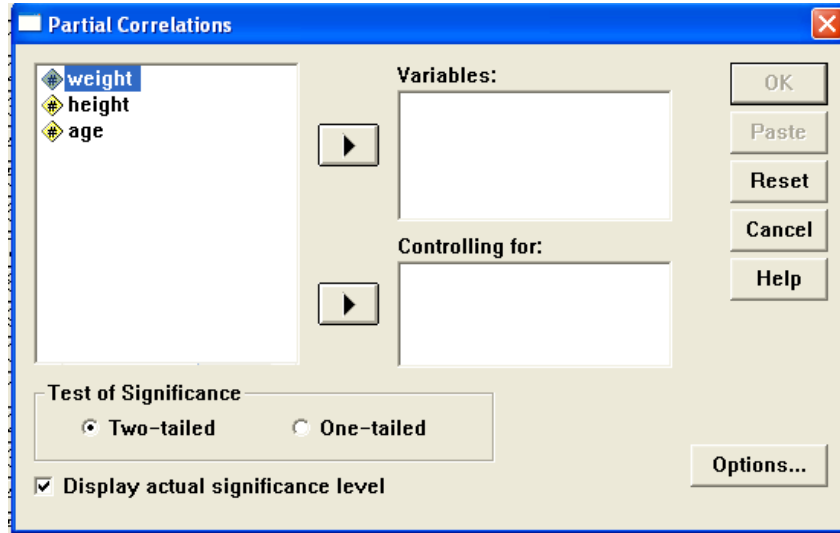 Partial Correlations
# weight
# height
# age
Variables:
Controlling for:
OK
Paste
Reset
Cancel
Help
Test of Significance
Two-tailed One-tailed
Display actual significance level
Options...